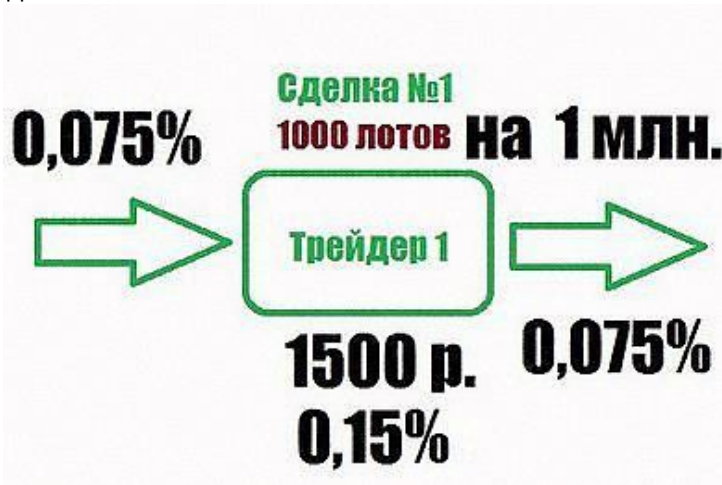 Сделка №1
0,075%
1000 лотов
на 1 млн.
Трейдер 1
1500 р.
0,075%
0,15%